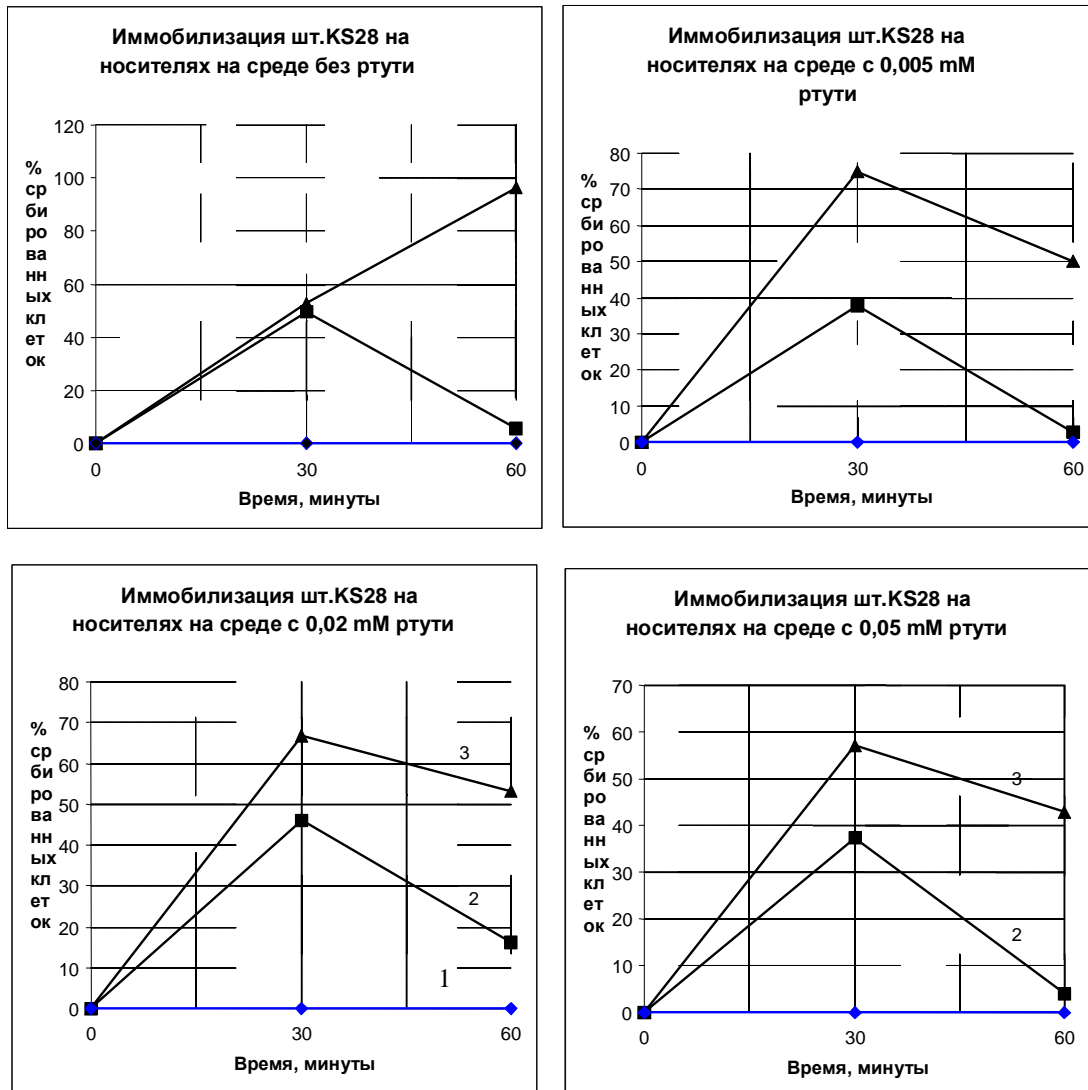 Иммобилизация шт.KS28 на
носителях на среде без ртути
%
ср
би
ро
ва
нн
ых
кл
ет
ок
120
100
80
60
40
20
0
0 30 60
Время, минуты
Иммобилизация шт.KS28 на
носителях на среде с 0,005 mM
ртути
%
ср
би
ро
ва
нн
ых
кл
ет
ок
80
70
60
50
40
30
20
10
0
0 30 60
Время, минуты
Иммобилизация шт.KS28 на
носителях на среде с 0,02 mM ртути
%
ср
би
ро
ва
нн
ых
кл
ет
ок
80
70
60
50
40
30
20
10
0
3
2
1
0 30 60
Время, минуты
Иммобилизация шт.KS28 на
носителях на среде с 0,05 mM ртути
%
ср
би
ро
ва
нн
ых
кл
ет
ок
70
60
50
40
30
20
10
0
3
2
0 30 60
Время, минуты